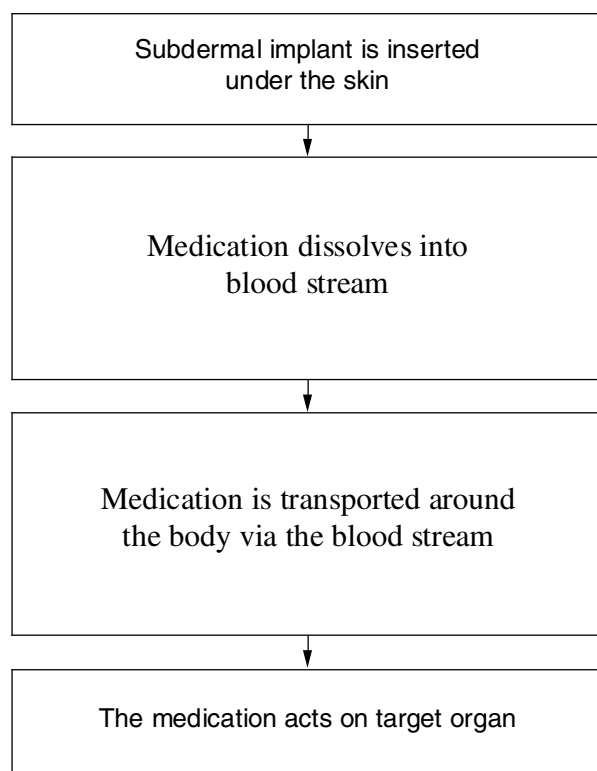 Subdermal implant is inserted
under the skin
Medication dissolves into
blood stream
Medication is transported around
the body via the blood stream
The medication acts on target organ